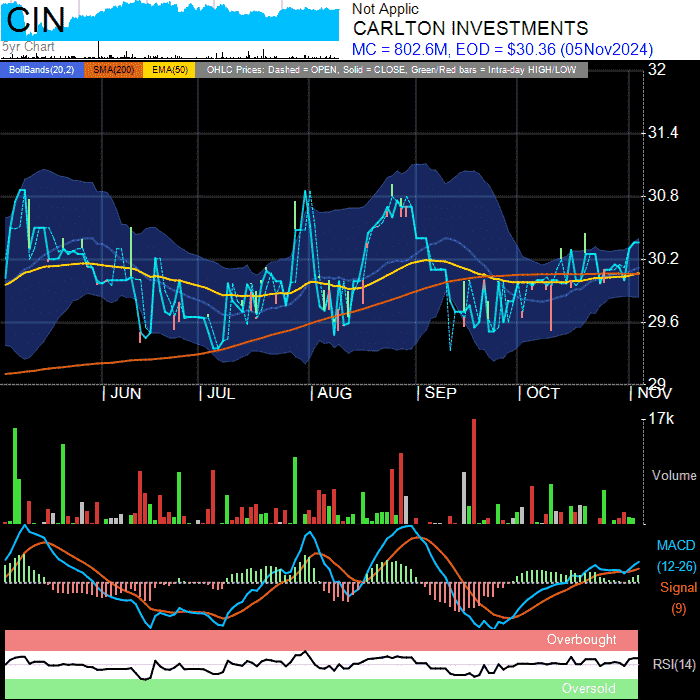 CIN
5yr Chart
Not Applic
CARLTON INVESTMENTS
MC = 802.6M, EOD = $30.36 (05Nov2024)
BollBands(20,2) SMA(200) EMA(50) OHLC Prices: Dashed = OPEN, Solid = CLOSE, Green/Red bars = Intra-day HIGH/LOW
32
31.4
30.8
30.2
29.6
29
JUN JUL AUG SEP OCT NOV
17k
Volume
MACD
(12-26)
Signal
(9)
Overbought
RSI(14)
Oversold